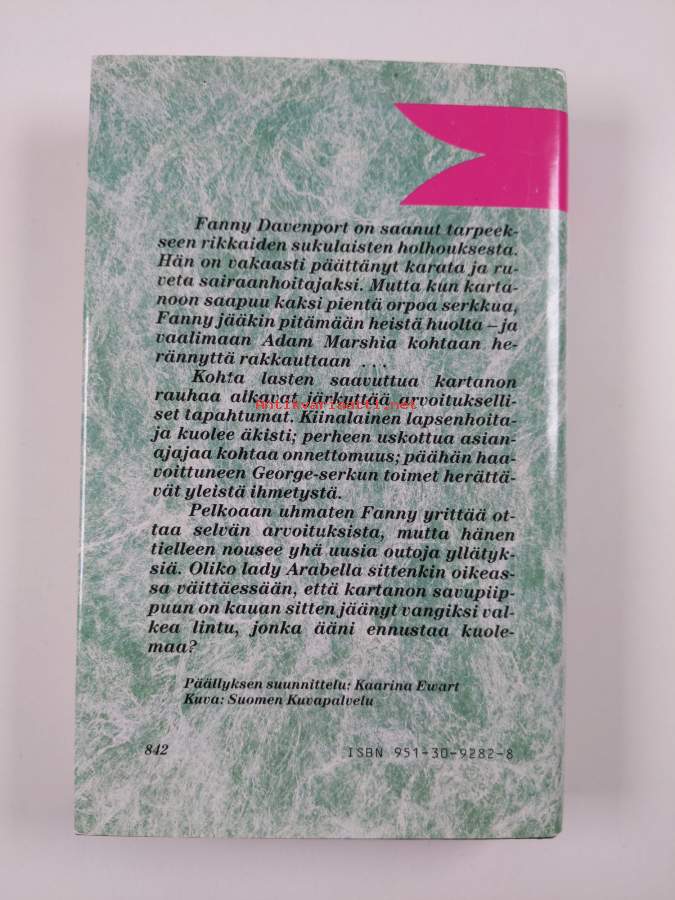 Fanny Davenport on saanut tarpeek-
seen rikkaiden sukulaisten holhouksesta.
Hän on vakaasti päättänyt karata ja ru-
veta sairaanhoitajaksi. Mutta kun karta-
noon saapuu kaksi pientä orpoa serkkua,
Fanny jääkin pitämään heistä huolta – ja
vaalimaan Adam Marshia kohtaan he-
rännyttä rakkauttaan ...
Kohta lasten saavuttua kartanon
rauhaa alkavat järkyttää arvoitukselli-
Antikvariaatti.net
set tapahtumat. Kiinalainen lapsenhoita-
ja kuolee äkisti; perheen uskottua asian-
ajajaa kohtaa onnettomuus; päähän haa-
voittuneen George-serkun toimet herättä-
vät yleistä ihmetystä.
Pelkoaan uhmaten Fanny yrittää ot-
taa selvän arvoituksista, mutta hänen
tielleen nousee yhä uusia outoja yllätyk-
siä. Oliko lady Arabella sittenkin oikeas-
sa väittäessään, että kartanon savupiip-
puun on kauan sitten jäänyt vangiksi val-
kea lintu, jonka ääni ennustaa kuole-
maa?
Päällyksen suunnittelu: Kaarina Ewart
Kuva: Suomen Kuvapalvelu
842
ISBN 951-30-9282-8